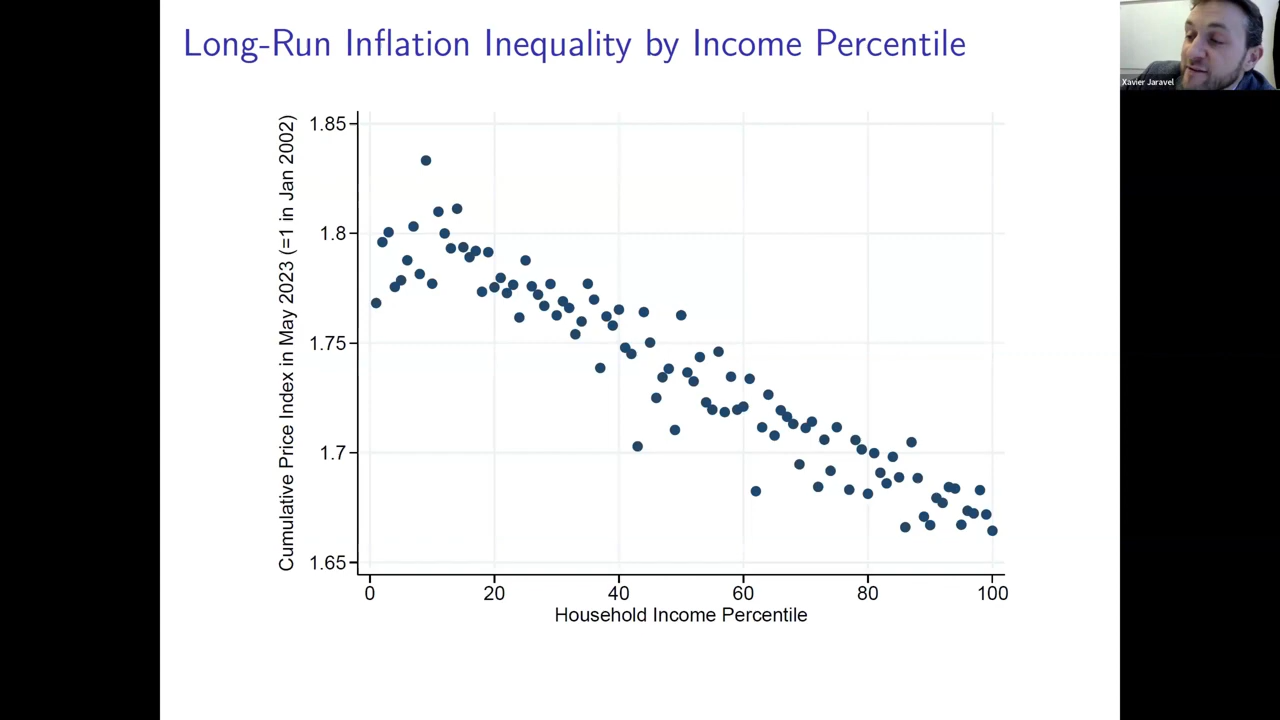 Long-Run Inflation Inequality by Income Percentile
Xavier Jaravel
Cumulative Price Index in May 2023 (=1 in Jan 2002)
1.85
1.8
1.75
1.7
1.65
0 20 40 60 80 100
Household Income Percentile